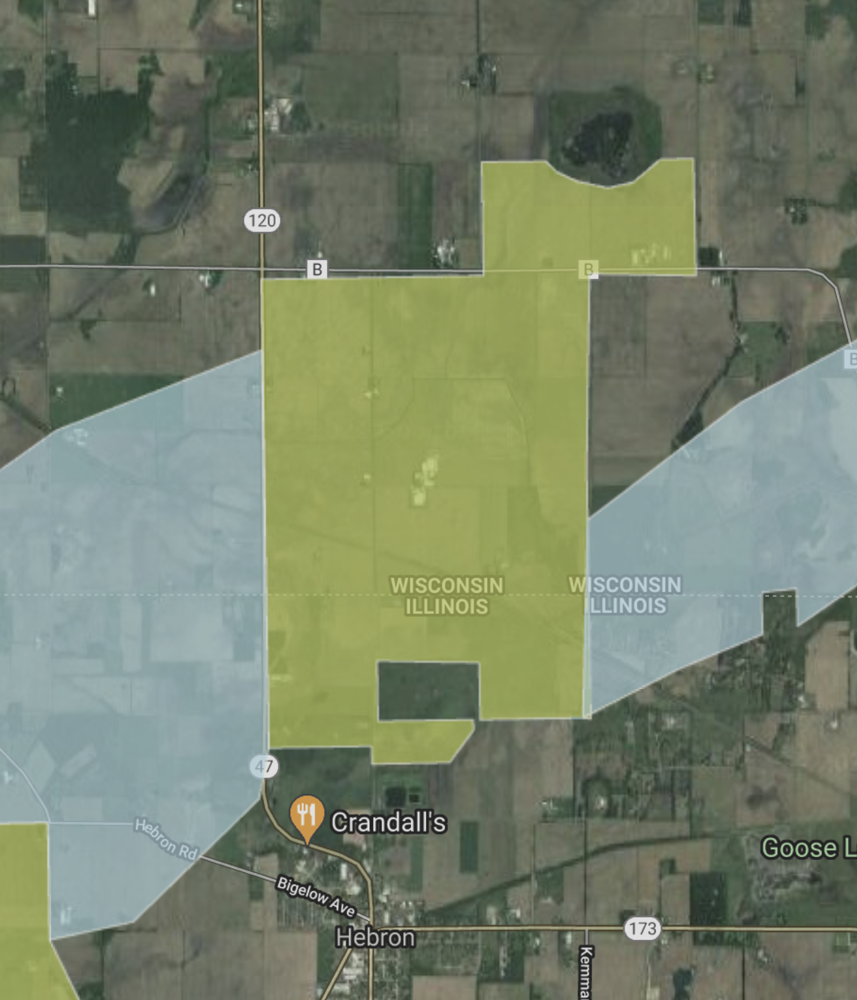 120
B
B
B
WISCONSIN
ILLINOIS
WISCONSIN
ILLINOIS
47
Crandall's
Hebron Rd
Goose L
Bigelow Ave
173
Hebron
Kemma